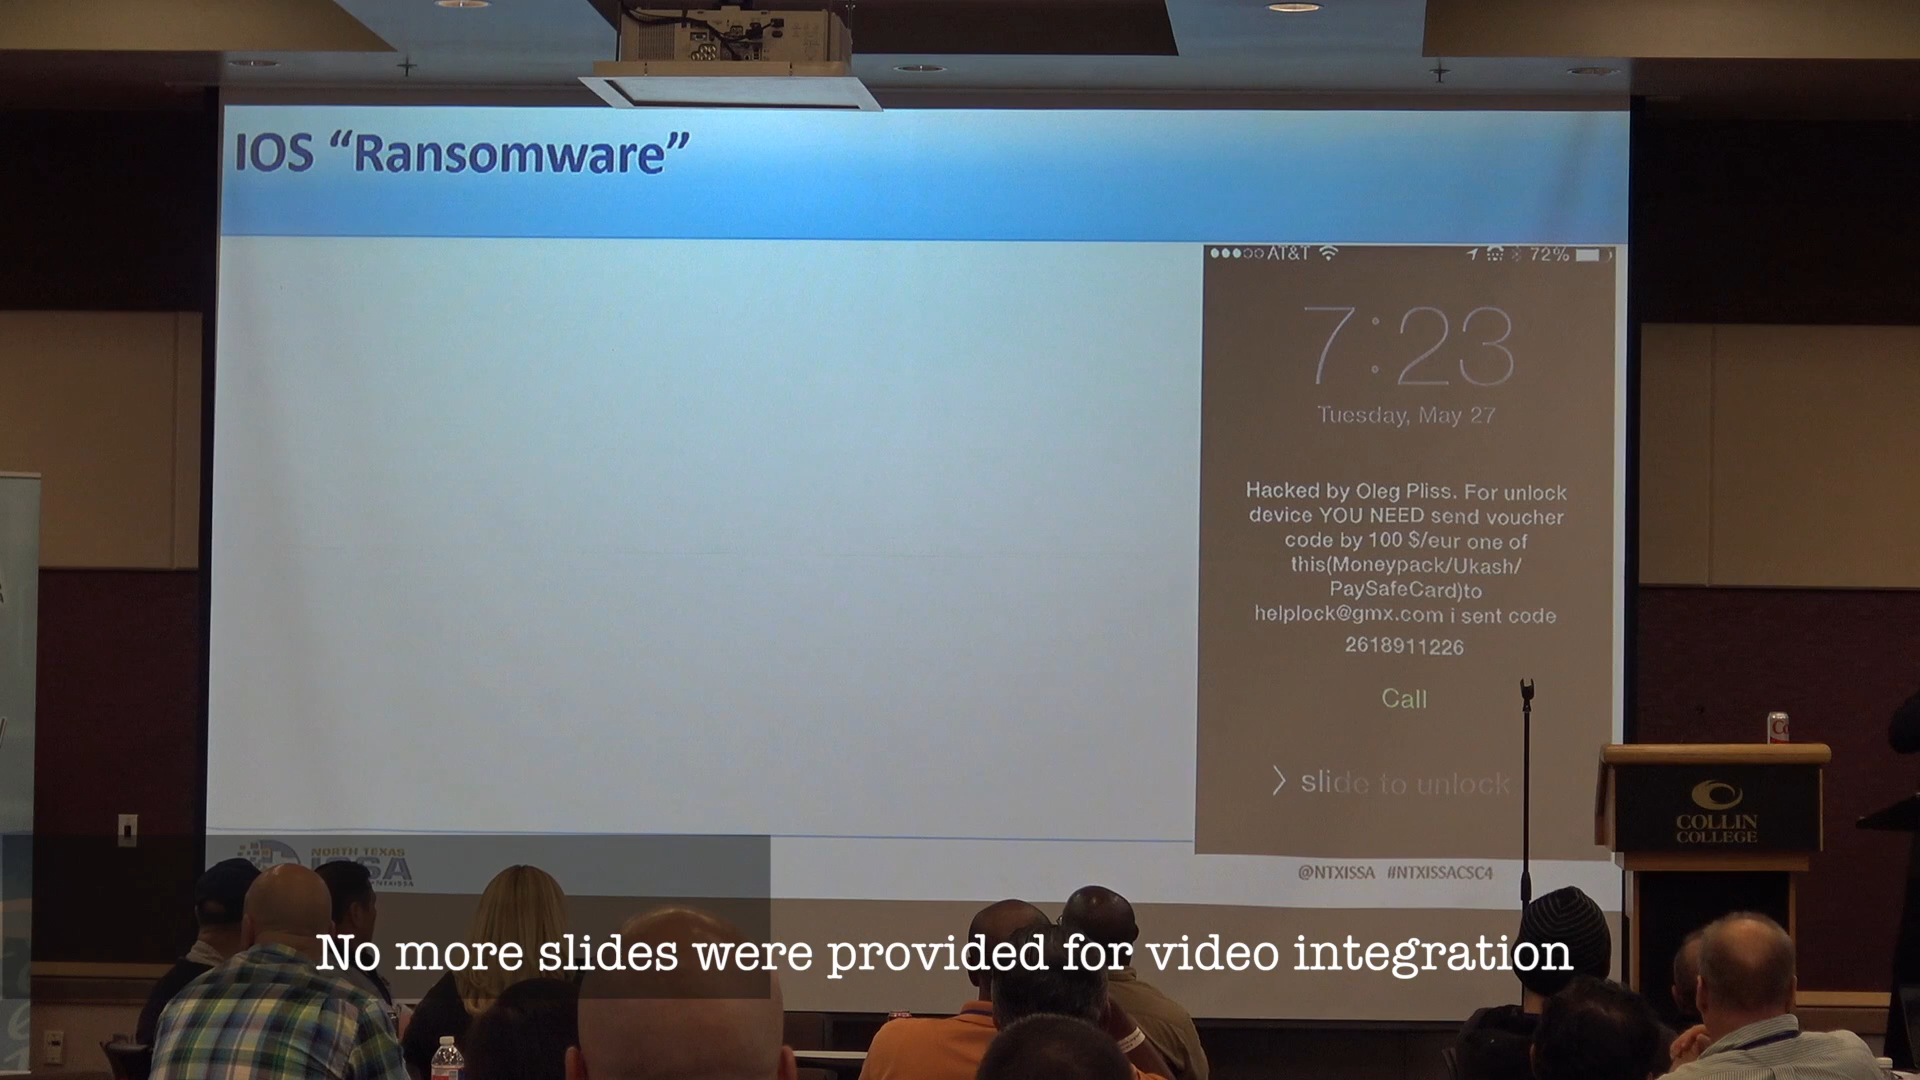 IOS “Ransomware”
AT&T 72%
7:23
Tuesday, May 27
Hacked by Oleg Pliss. For unlock
device YOU NEED send voucher
code by 100 $/eur one of
this(Moneypack/Ukash/
PaySafeCard)to
helplock@gmx.com i sent code
2618911226
Call
slide to unlock
COLLIN
COLLEGE
NORTH TEXAS
ISSA
@NTXISSA #NTXISSACSC4
No more slides were provided for video integration